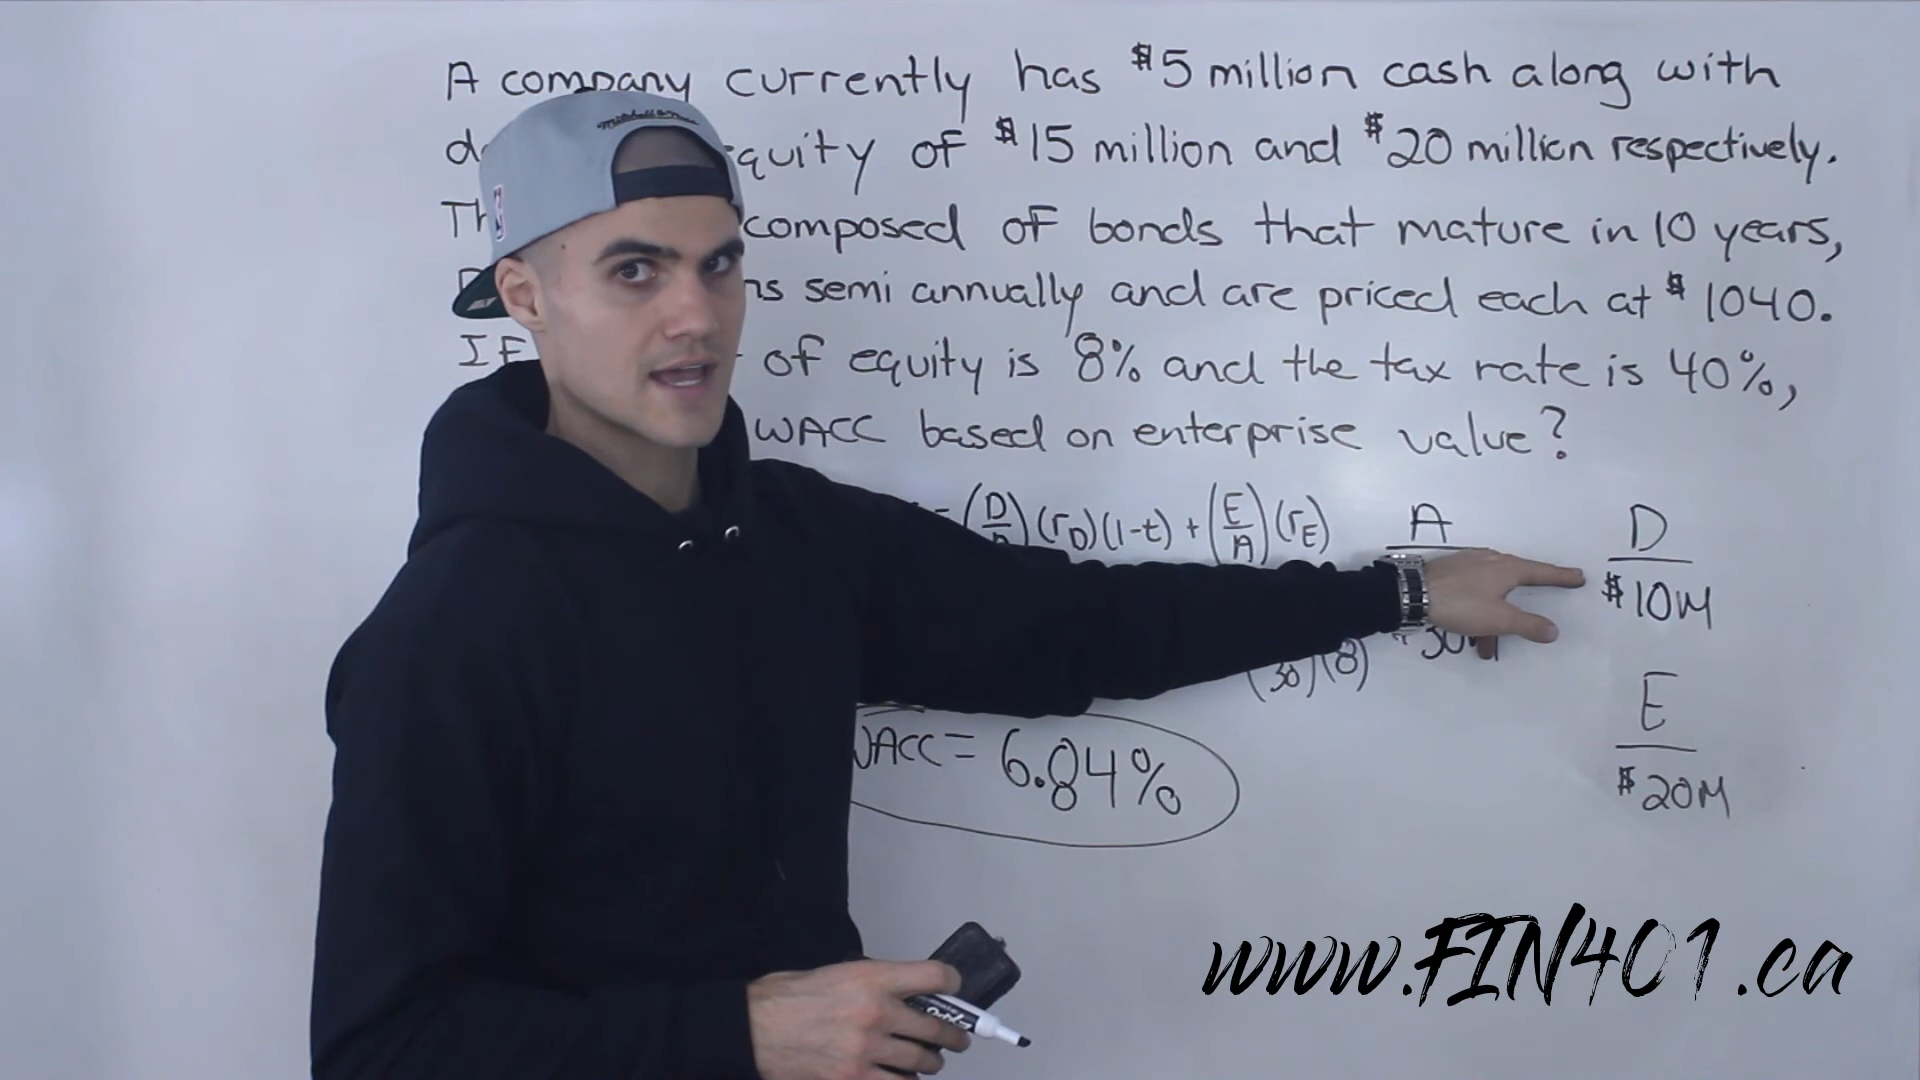 A company currently has $5 million cash along with
quity of $15 million and $20 million respectively.
composed of bonds that mature in 10 years,
ns semi annually and are priced each at $1040.
If of equity is 8% and the tax rate is 40%,
WACC based on enterprise value?
= (D/A)(rD)(1-t) + (E/A)(rE) A D
$10M
30)(8)
E
WACC = 6.84%
$20M
www.FIN401.ca